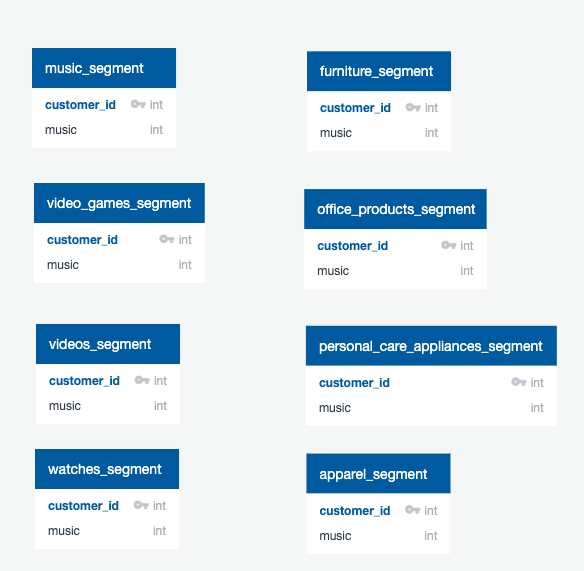 music_segment
customer_id int
music int
furniture_segment
customer_id int
music int
video_games_segment
customer_id int
music int
office_products_segment
customer_id int
music int
videos_segment
customer_id int
music int
personal_care_appliances_segment
customer_id int
music int
watches_segment
customer_id int
music int
apparel_segment
customer_id int
music int